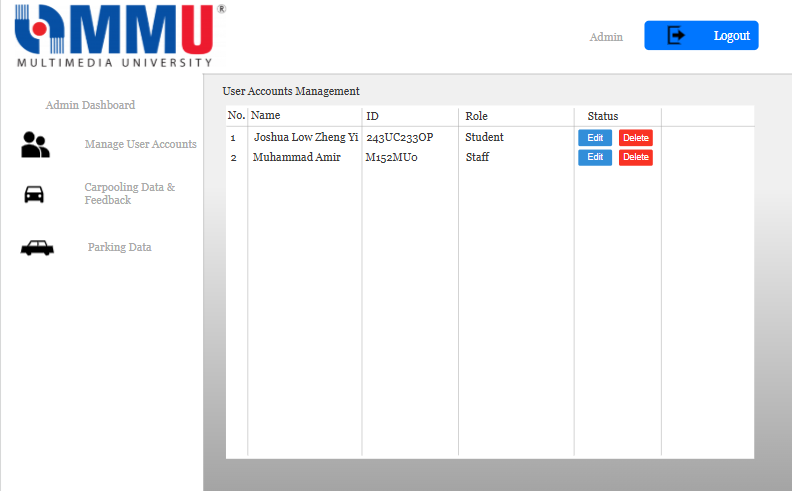 MMU®
MULTIMEDIA UNIVERSITY
Admin
Logout
Admin Dashboard
Manage User Accounts
Carpooling Data &
Feedback
Parking Data
User Accounts Management
No. Name ID Role Status
1 Joshua Low Zheng Yi 243UC233OP Student Edit Delete
2 Muhammad Amir M152MU0 Staff Edit Delete